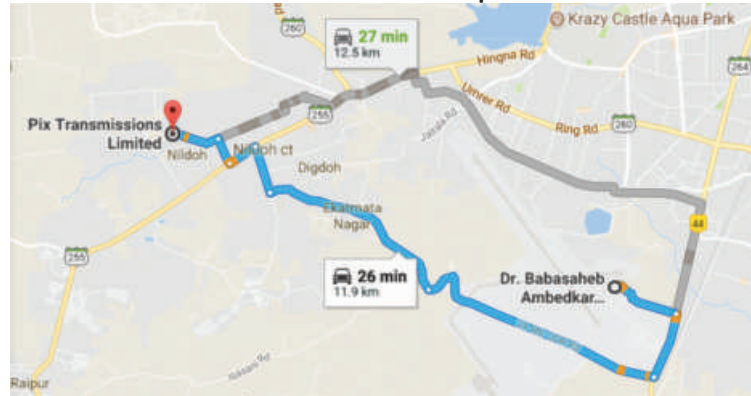 260
27 min
12.5 km
Krazy Castle Aqua Park
Hingna Rd
264
Umrer Rd
Pix Transmissions
Limited
255
Ring Rd
260
Nildoh
Nildoh ct
Digdoh
Ekatmata
Nagar
44
255
26 min
11.9 km
Dr. Babasaheb
Ambedkar...
Raipur